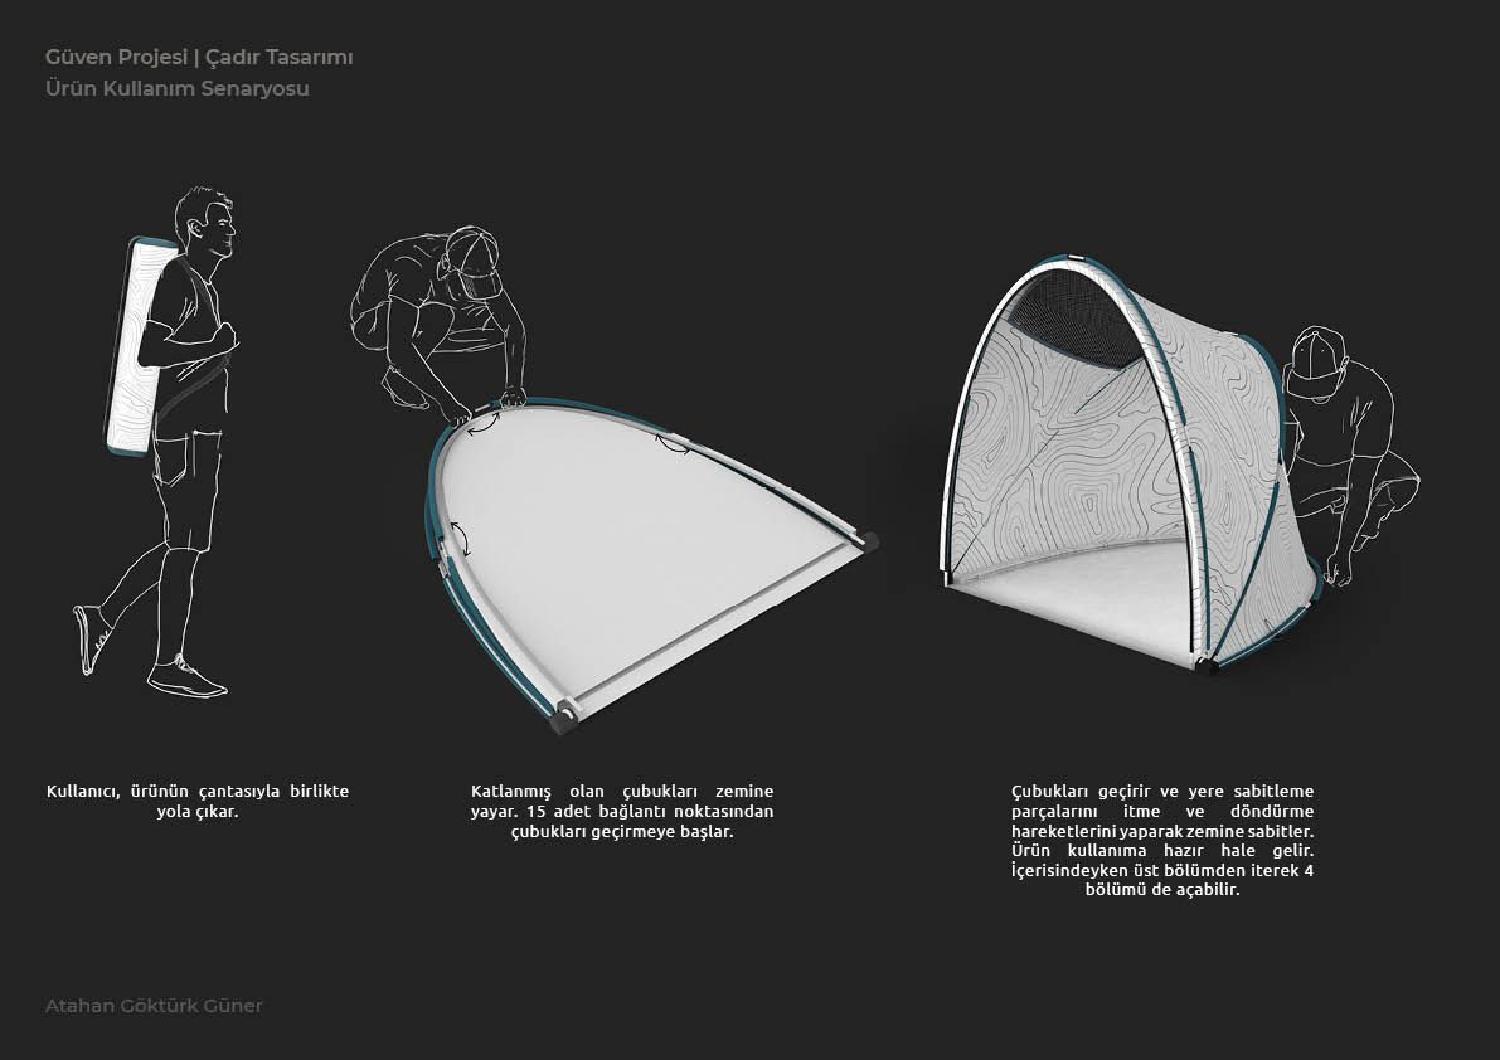 Güven Projesi | Çadır Tasarımı
Ürün Kullanım Senaryosu
Kullanıcı, ürünün çantasıyla birlikte
yola çıkar.
Katlanmış olan çubukları zemine
yayar. 15 adet bağlantı noktasından
çubukları geçirmeye başlar.
Çubukları geçirir ve yere sabitleme
parçalarını itme ve döndürme
hareketlerini yaparak zemine sabitler.
Ürün kullanıma hazır hale gelir.
İçerisindeyken üst bölümden iterek 4
bölümü de açabilir.
Atahan Göktürk Güner